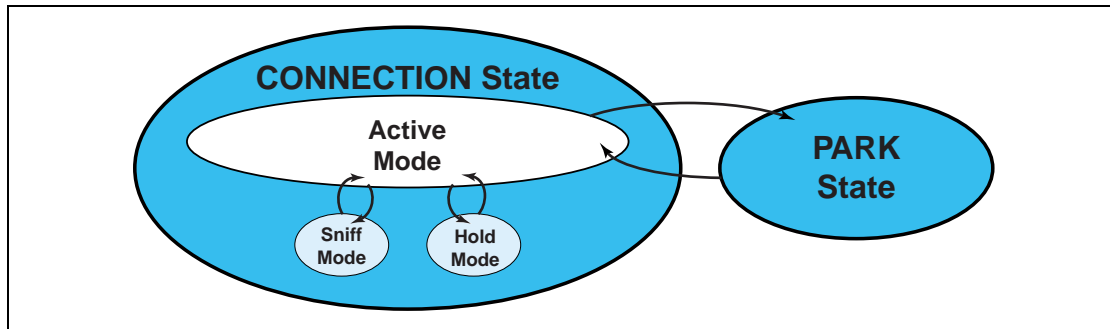 CONNECTION State
Active
Mode
Sniff
Mode
Hold
Mode
PARK
State